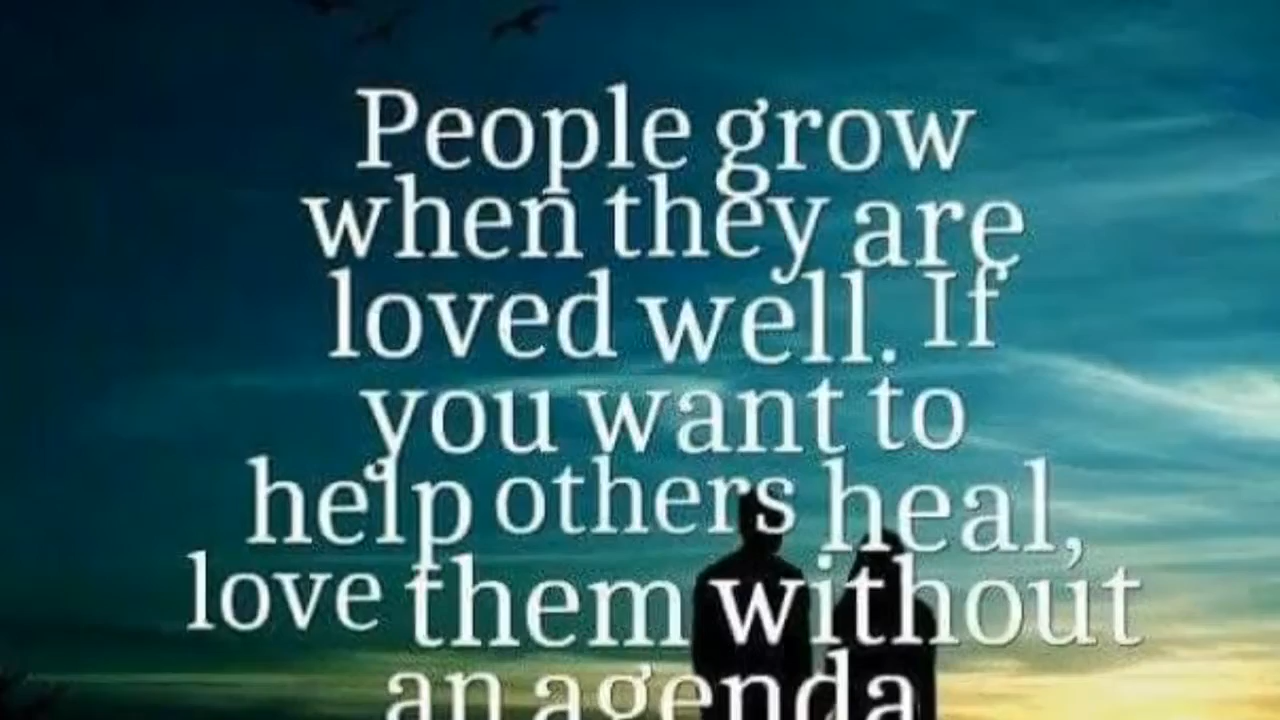 People grow
when they are
loved well. If
you want to
help others heal,
love them without
an agenda